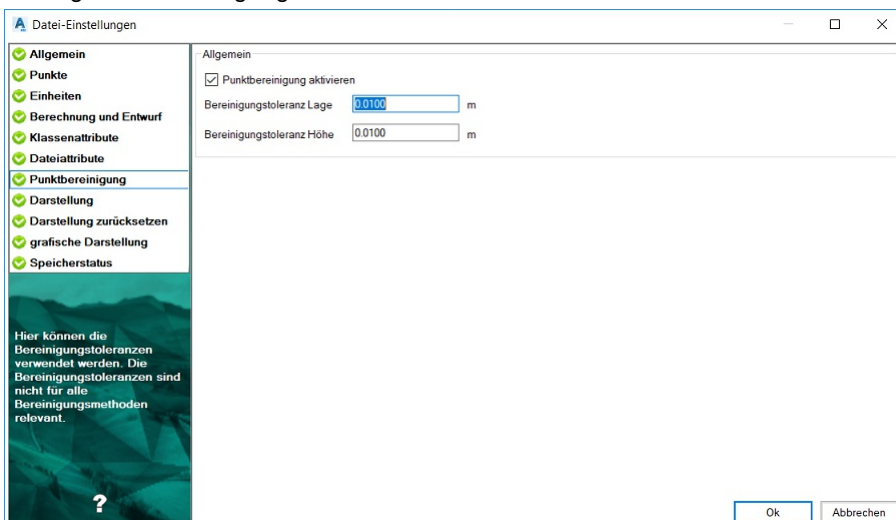 Datei-Einstellungen
Allgemein
Punkte
Einheiten
Berechnung und Entwurf
Klassenattribute
Dateiattribute
Punktbereinigung
Darstellung
Darstellung zurücksetzen
grafische Darstellung
Speicherstatus
Hier können die
Bereinigungstoleranzen
verwendet werden. Die
Bereinigungstoleranzen sind
nicht für alle
Bereinigungsmethoden
relevant.
?
Allgemein
Punktbereinigung aktivieren
Bereinigungstoleranz Lage 0.0100 m
Bereinigungstoleranz Höhe 0.0100 m
Ok Abbrechen